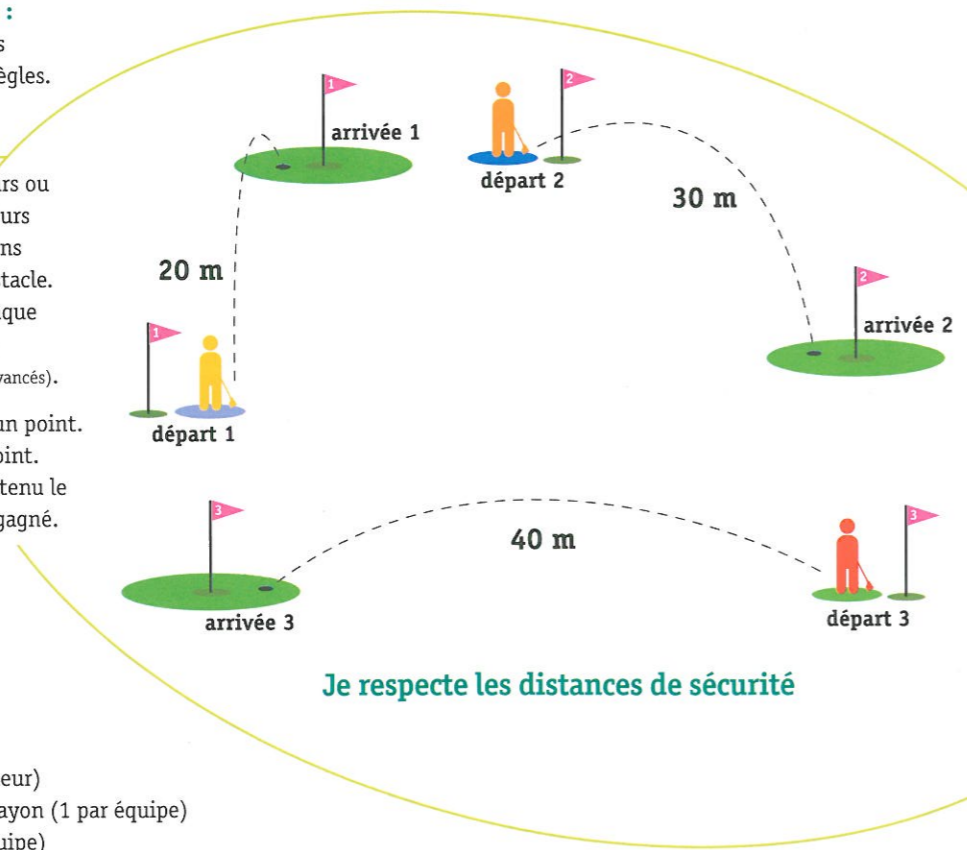 :
s
ègles.
rs ou
urs
ns
tacle.
que
vancés).
un point.
oint.
tenu le
gagné.
eur)
ayon (1 par équipe)
uipe)
1
arrivée 1
2
départ 2
30 m
20 m
2
arrivée 2
1
départ 1
3
40 m
3
arrivée 3
départ 3
Je respecte les distances de sécurité